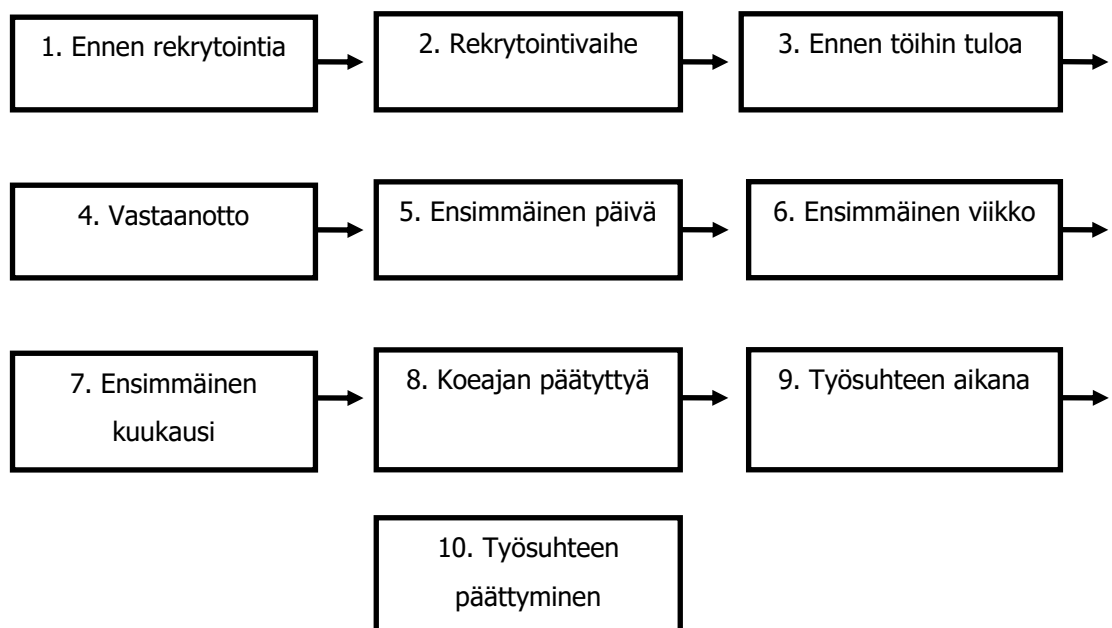 1. Ennen rekrytointia
2. Rekrytointivaihe
3. Ennen töihin tuloa
4. Vastaanotto
5. Ensimmäinen päivä
6. Ensimmäinen viikko
7. Ensimmäinen
kuukausi
8. Koeajan päätyttyä
9. Työsuhteen aikana
10. Työsuhteen
päättyminen